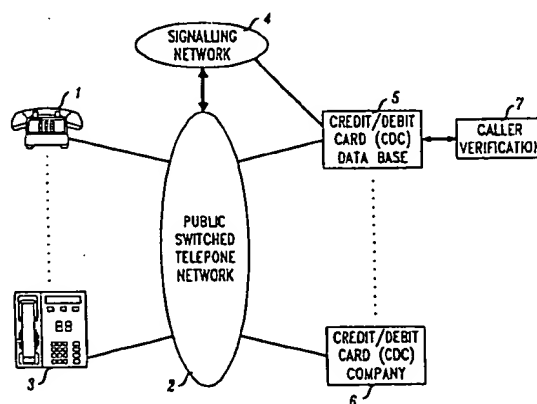 4
SIGNALLING
NETWORK
1
5
7
CREDIT/DEBIT
CARD (CDC)
DATA BASE
CALLER
VERIFICATION
PUBLIC
SWITCHED
TELEPONE
NETWORK
88
3
2
CREDIT/DEBIT
CARD (CDC)
COMPANY
6